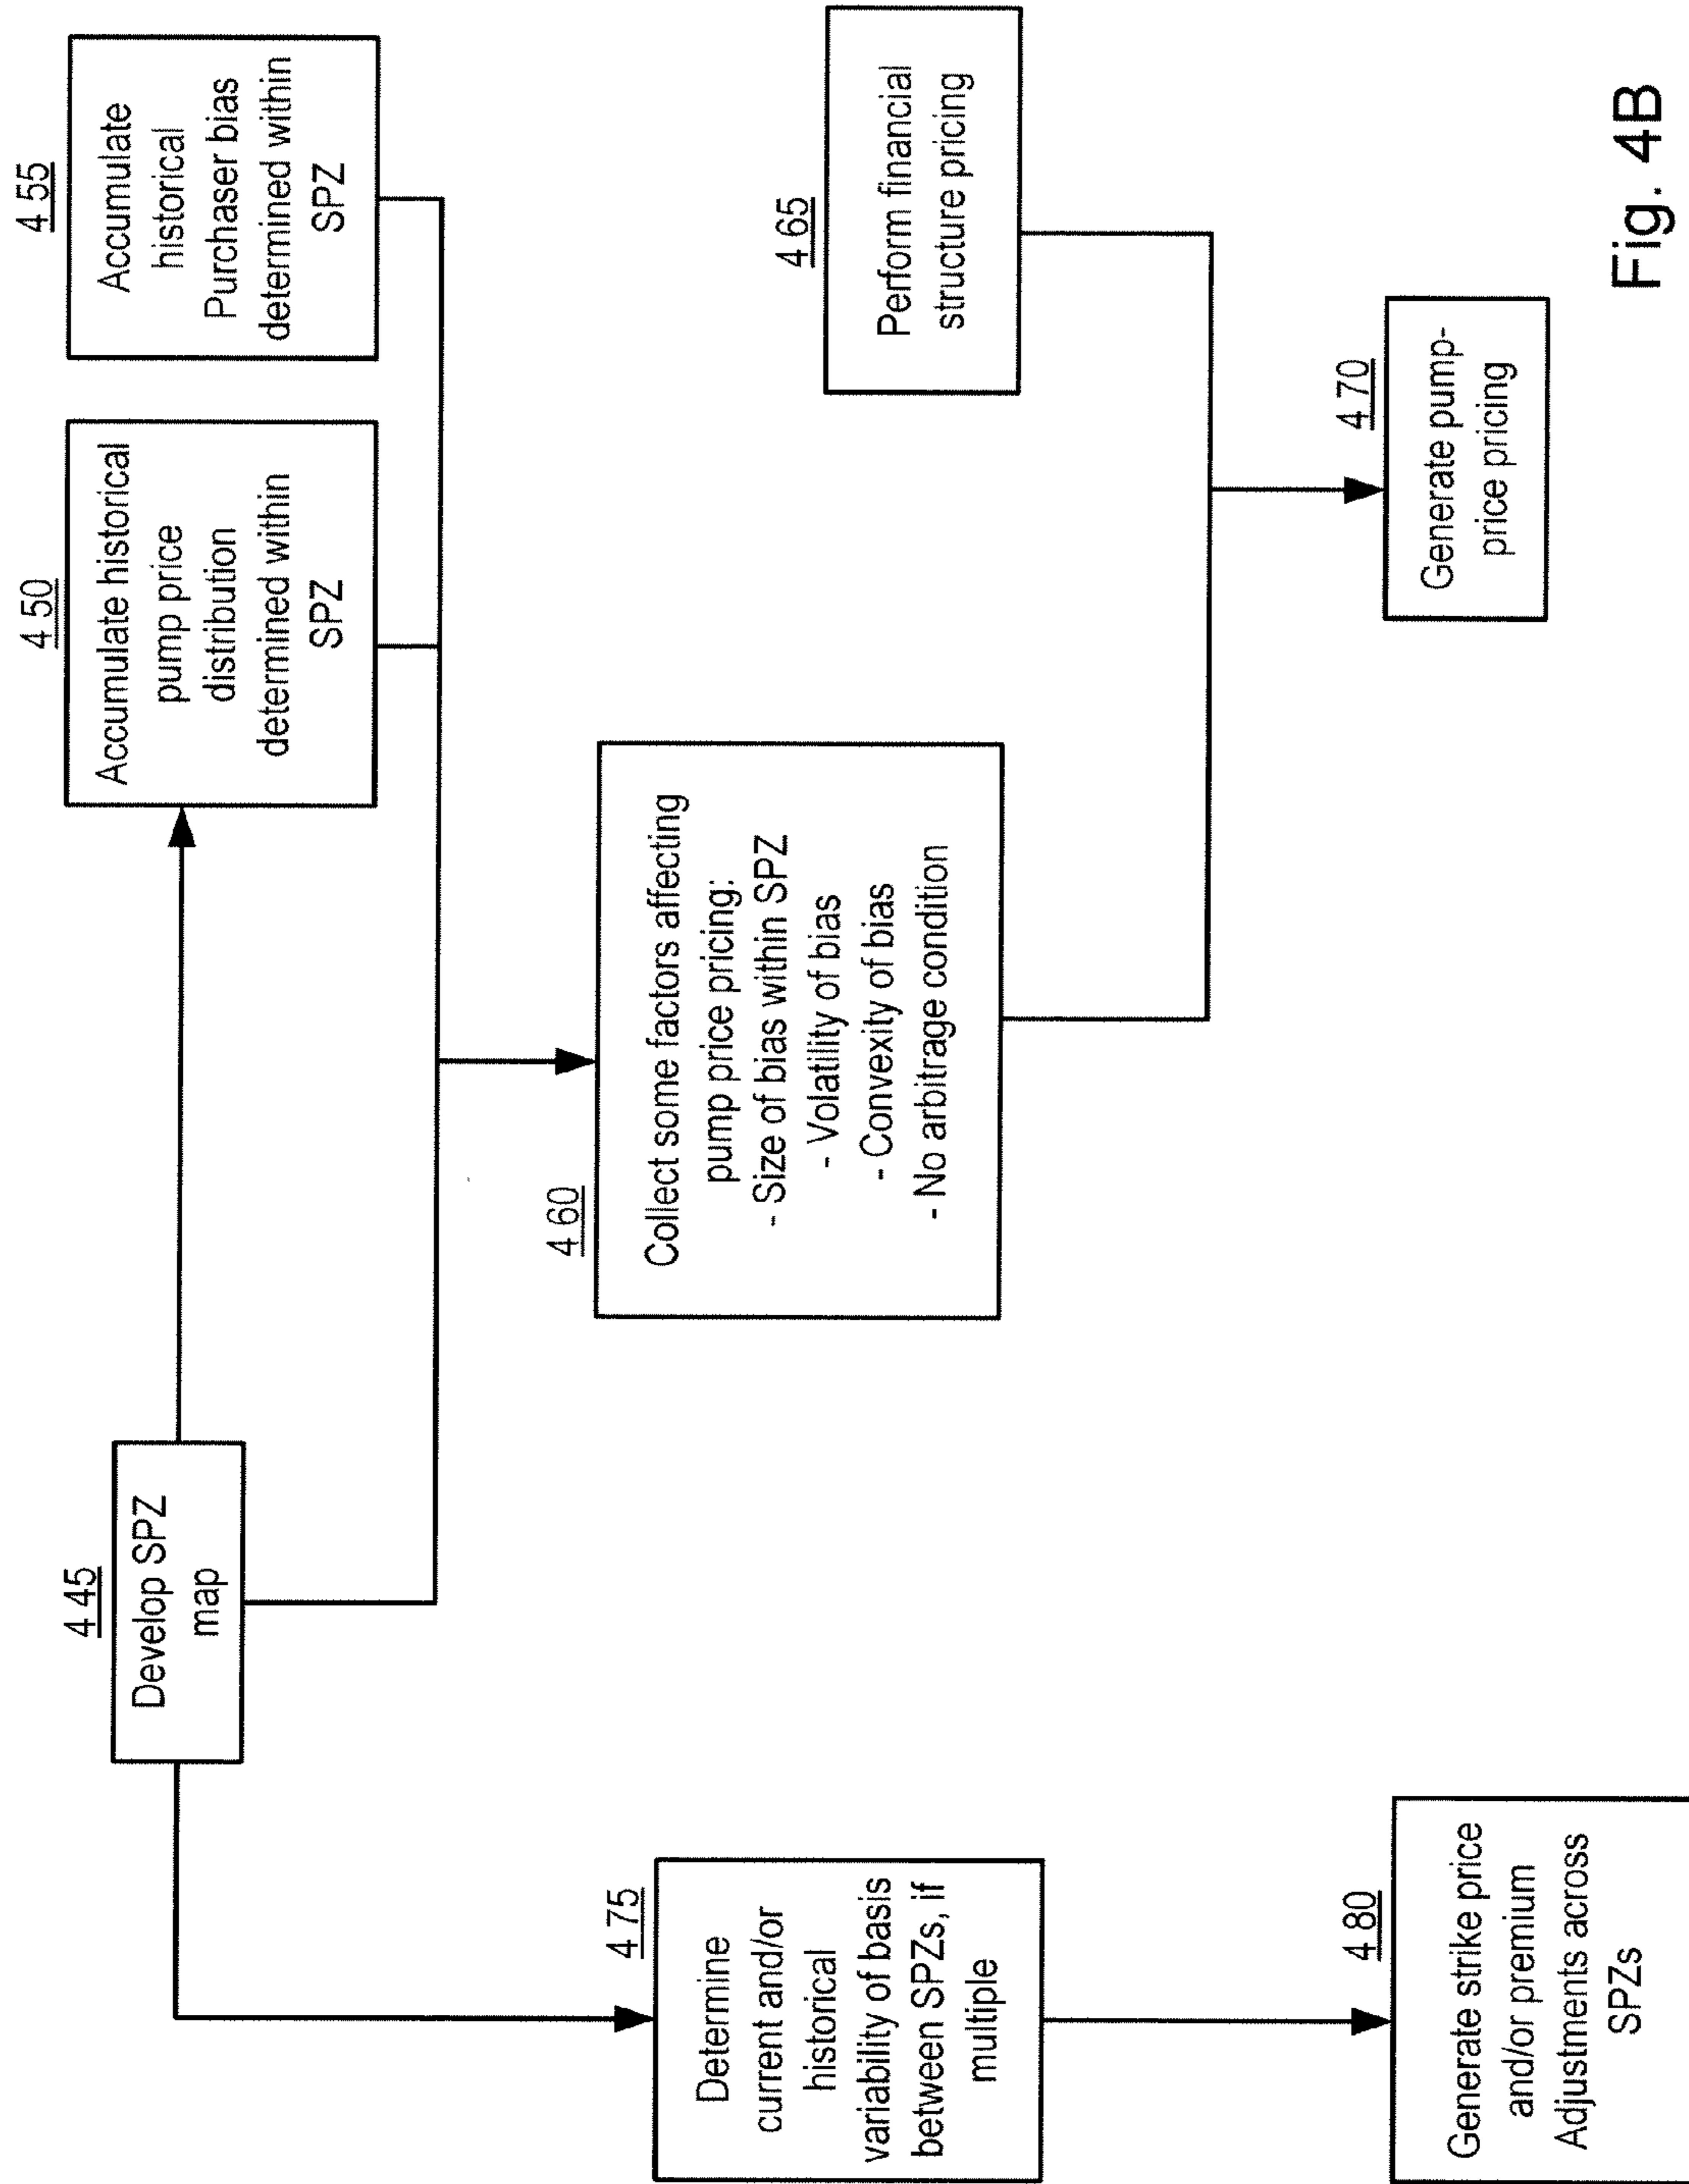 4 45
Develop SPZ
map
4 50
Accumulate historical
pump price
distribution
determined within
SPZ
4 55
Accumulate
historical
Purchaser bias
determined within
SPZ
4 75
Determine
current and/or
historical
variability of basis
between SPZs, if
multiple
4 60
Collect some factors affecting
pump price pricing:
- Size of bias within SPZ
- Volatility of bias
- Convexity of bias
- No arbitrage condition
4 65
Perform financial
structure pricing
4 80
Generate strike price
and/or premium
Adjustments across
SPZs
4 70
Generate pump-
price pricing
Fig. 4B